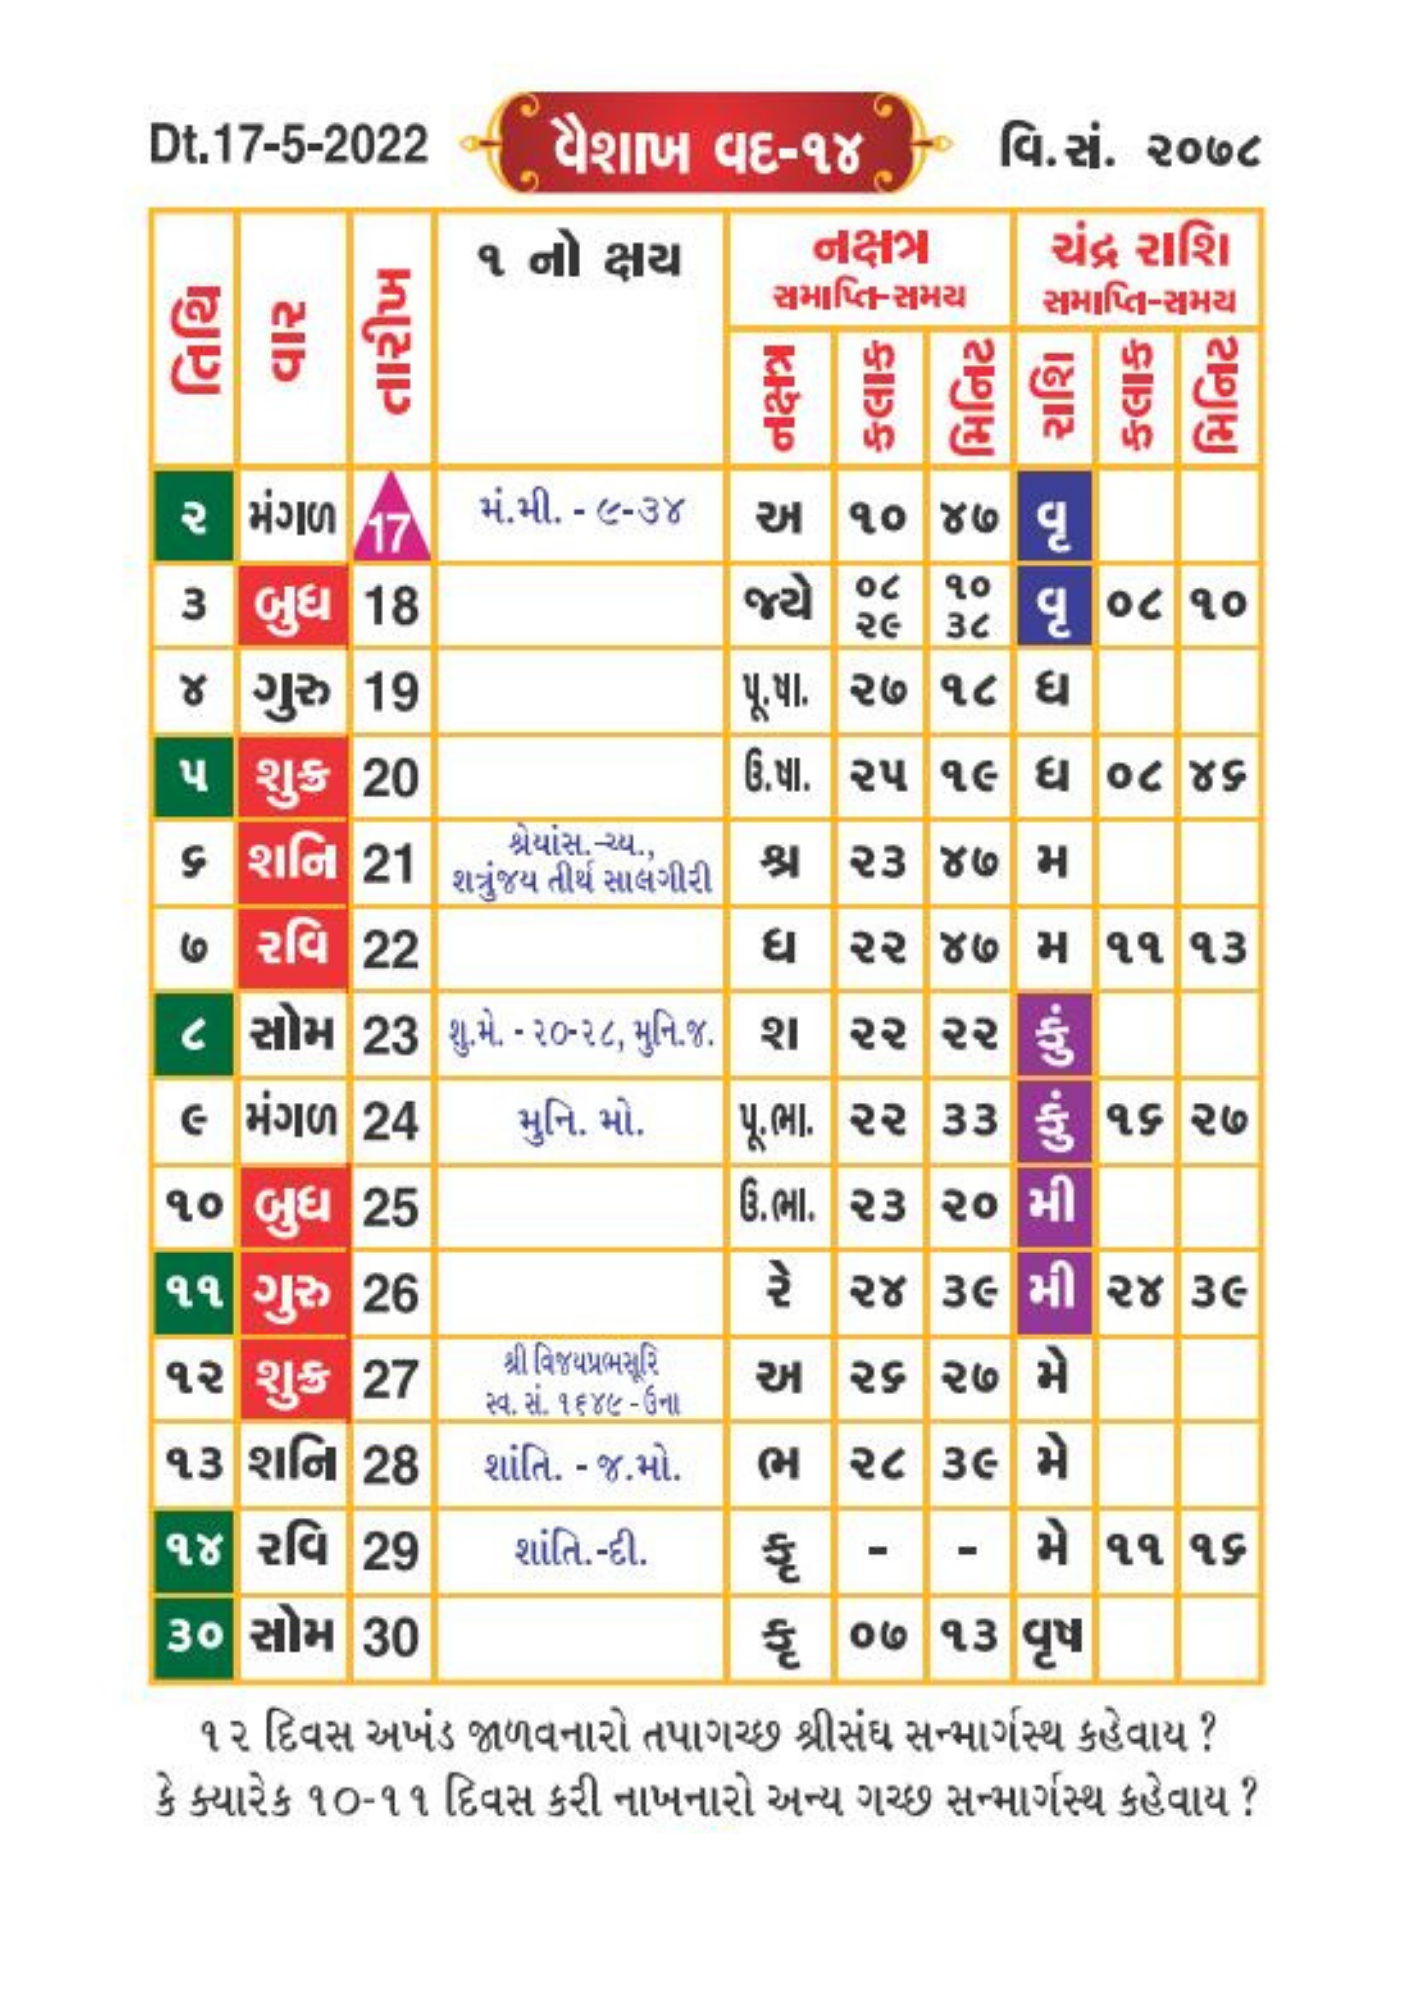 Dt.17-5-2022 વૈશાખ વદ-૧૪ વિ.સં. ૨૦૭૮
તિથિ વાર તારીખ ૧ નો ક્ષય નક્ષત્ર સમાપ્તિ-સમય ચંદ્ર રાશિ સમાપ્તિ-સમય
નક્ષત્ર કલાક મિનિટ રાશિ કલાક મિનિટ
૨ મંગળ 17 મં.મી. - ૯-૩૪ અ ૧૦ ૪૭ વૃ
૩ બુધ 18 જ્યે ૦૮ ૧૦ વૃ ૦૮ ૧૦
૨૯ ૩૮
૪ ગુરુ 19 પૂ.ષા. ૨૭ ૧૮ ધ
૫ શુક્ર 20 ઉ.ષા. ૨૫ ૧૯ ધ ૦૮ ૪૬
૬ શનિ 21 શ્રેયાંસ.-ચ્ય., શ્ર ૨૩ ૪૭ મ
શત્રુંજય તીર્થ સાલગીરી
૭ રવિ 22 ધ ૨૨ ૪૭ મ ૧૧ ૧૩
૮ સોમ 23 શુ.મે. - ૨૦-૨૮, મુનિ.જ. શ ૨૨ ૨૨ કું
૯ મંગળ 24 મુનિ. મો. પૂ.ભા. ૨૨ ૩૩ કું ૧૬ ૨૭
૧૦ બુધ 25 ઉ.ભા. ૨૩ ૨૦ મી
૧૧ ગુરુ 26 રે ૨૪ ૩૯ મી ૨૪ ૩૯
૧૨ શુક્ર 27 શ્રી વિજયપ્રભસૂરિ અ ૨૬ ૨૭ મે
સ્વ. સં. ૧૬૪૯ - ઉના
૧૩ શનિ 28 શાંતિ. - જ.મો. ભ ૨૮ ૩૯ મે
૧૪ રવિ 29 શાંતિ.-દી. કૃ - - મે ૧૧ ૧૬
૩૦ સોમ 30 કૃ ૦૭ ૧૩ વૃષ
૧૨ દિવસ અખંડ જાળવનારો તપાગચ્છ શ્રીસંઘ સન્માર્ગસ્થ કહેવાય ?
કે ક્યારેક ૧૦-૧૧ દિવસ કરી નાખનારો અન્ય ગચ્છ સન્માર્ગસ્થ કહેવાય ?